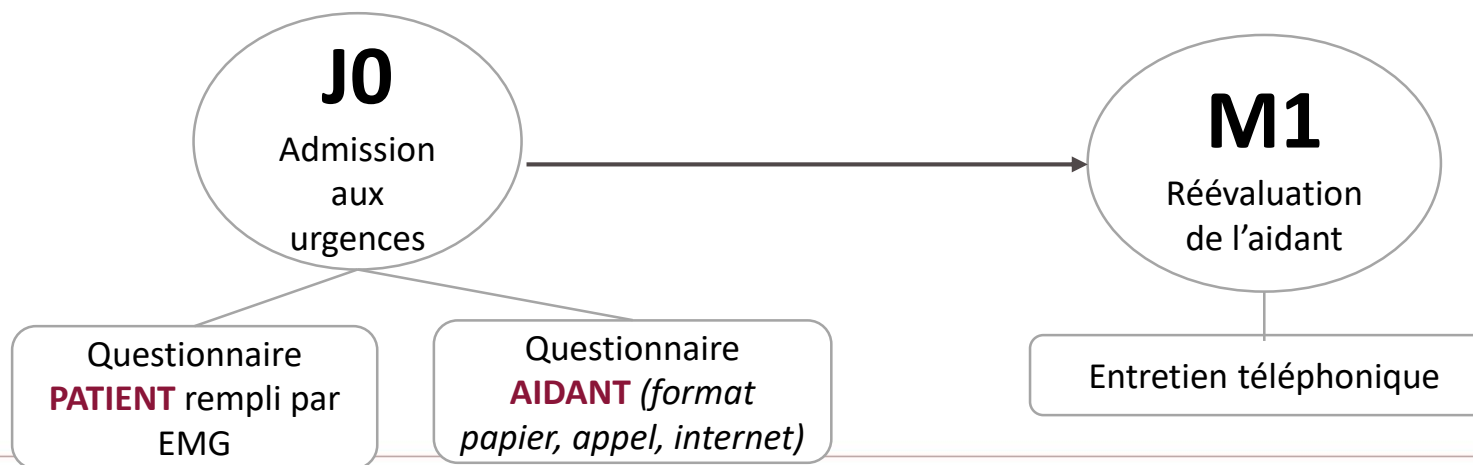 J0
Admission
aux
urgences
M1
Réévaluation
de l’aidant
Questionnaire
PATIENT rempli par
EMG
Questionnaire
AIDANT (format
papier, appel, internet)
Entretien téléphonique